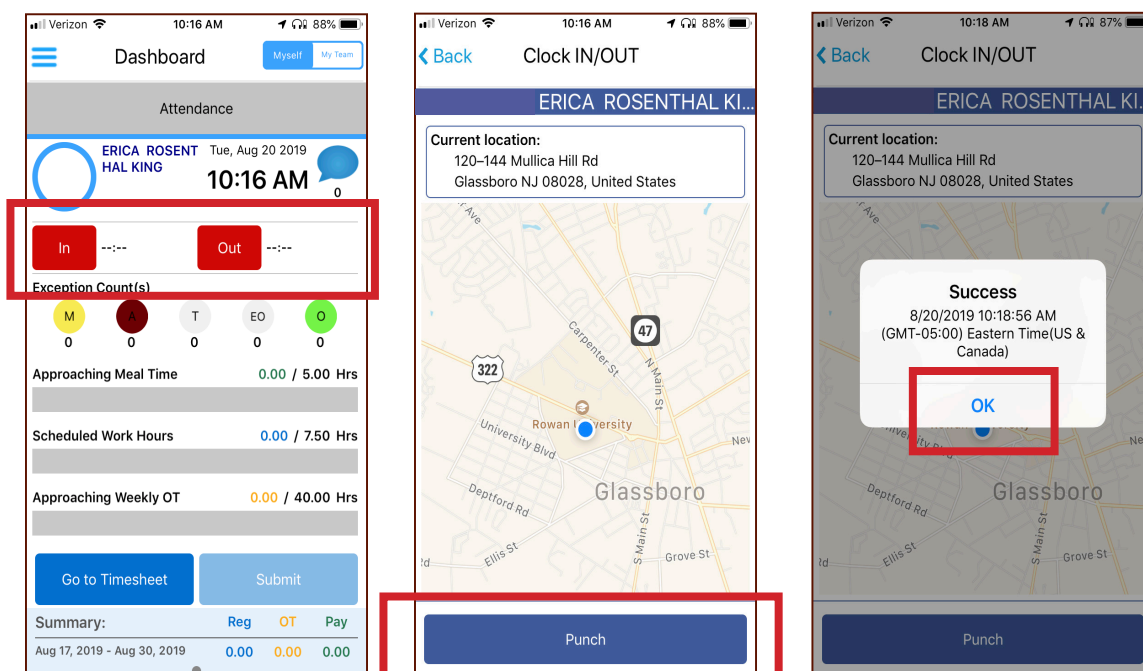 Verizon 10:16 AM 88%
Dashboard Myself My Team
Attendance
ERICA ROSENT
HAL KING
Tue, Aug 20 2019
10:16 AM
0
In --:-- Out --:--
Exception Count(s)
M A T EO O
0 0 0 0 0
Approaching Meal Time 0.00 / 5.00 Hrs
Scheduled Work Hours 0.00 / 7.50 Hrs
Approaching Weekly OT 0.00 / 40.00 Hrs
Go to Timesheet Submit
Summary: Reg OT Pay
Aug 17, 2019 - Aug 30, 2019 0.00 0.00 0.00
Verizon 10:16 AM 88%
Back Clock IN/OUT
ERICA ROSENTHAL KI...
Current location:
120–144 Mullica Hill Rd
Glassboro NJ 08028, United States
r Ave
47
Carpenter St
N Main St
322
Rowan University
University Blvd
New
Deptford Rd
Glassboro
S Main St
Ellis St
Grove St
Punch
Verizon 10:18 AM 87%
Back Clock IN/OUT
ERICA ROSENTHAL KI.
Current location:
120–144 Mullica Hill Rd
Glassboro NJ 08028, United States
r Ave
Success
8/20/2019 10:18:56 AM
(GMT-05:00) Eastern Time(US &
Canada)
OK
Ne
Deptford Rd
Glassboro
S Main St
Ellis St
Grove St
Punch